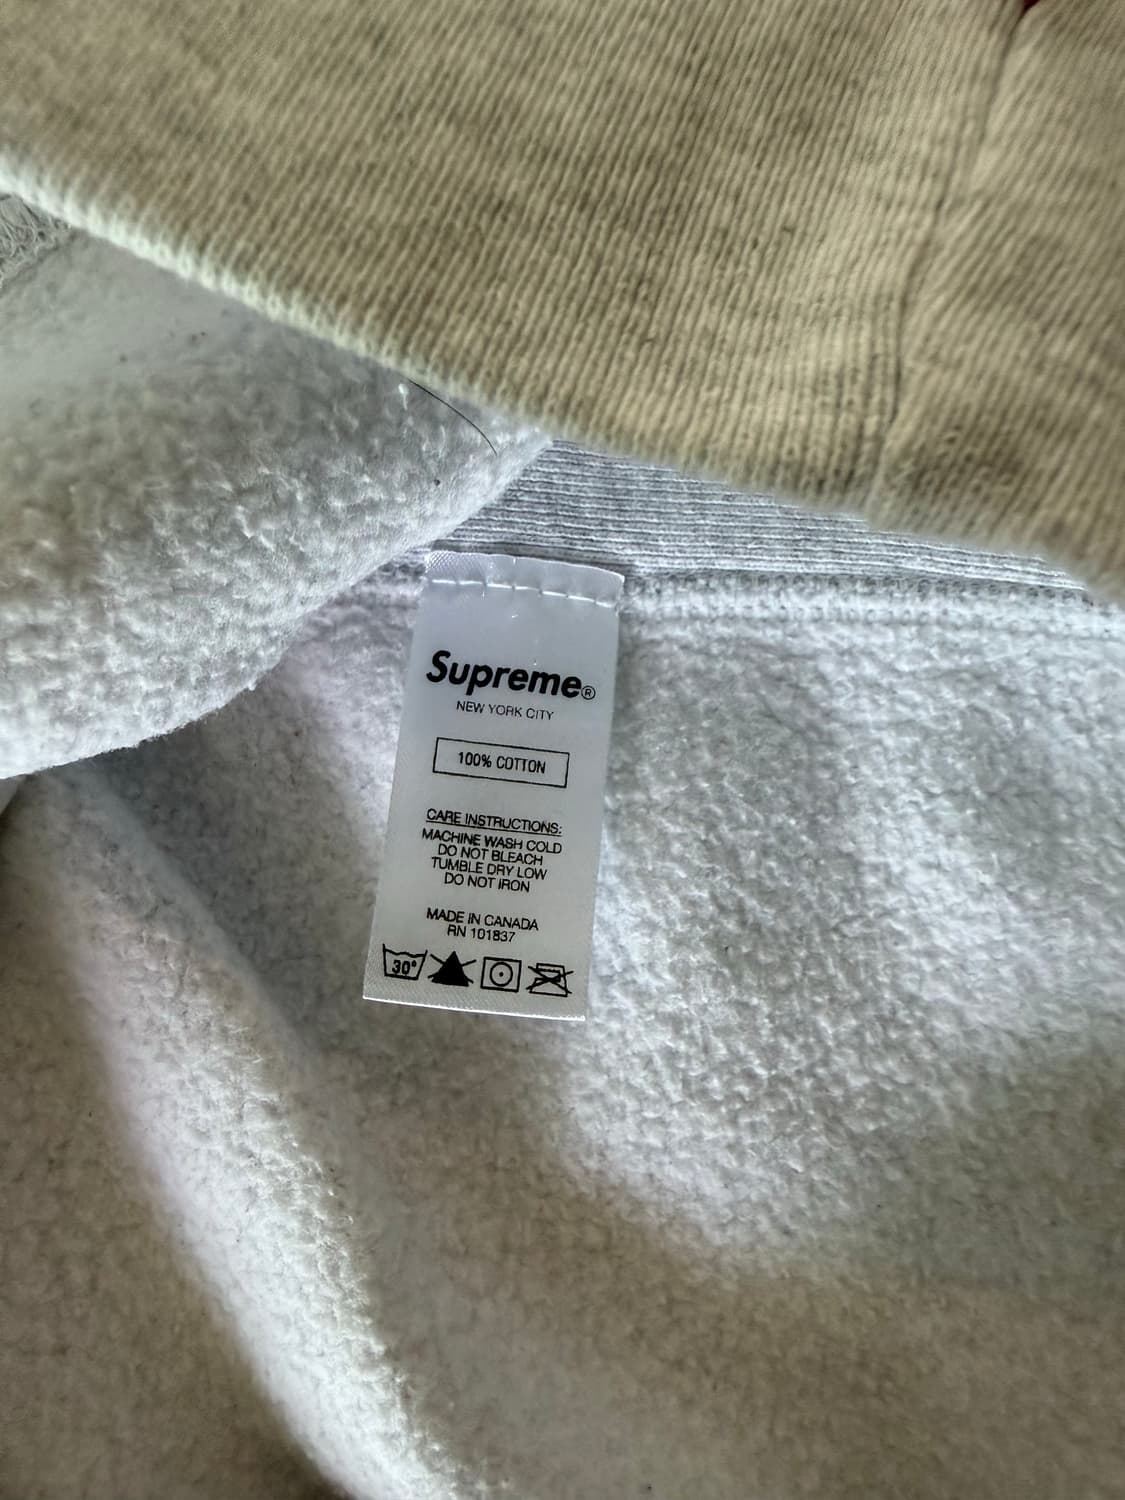 Supreme®
NEW YORK CITY
100% COTTON
CARE INSTRUCTIONS:
MACHINE WASH COLD
DO NOT BLEACH
TUMBLE DRY LOW
DO NOT IRON
MADE IN CANADA
RN 101837
30°